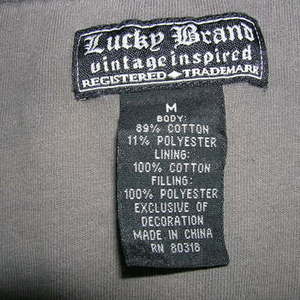 Lucky Brand
vintage inspired
REGISTERED TRADEMARK
M
BODY:
89% COTTON
11% POLYESTER
LINING:
100% COTTON
FILLING:
100% POLYESTER
EXCLUSIVE OF
DECORATION
MADE IN CHINA
RN 80318